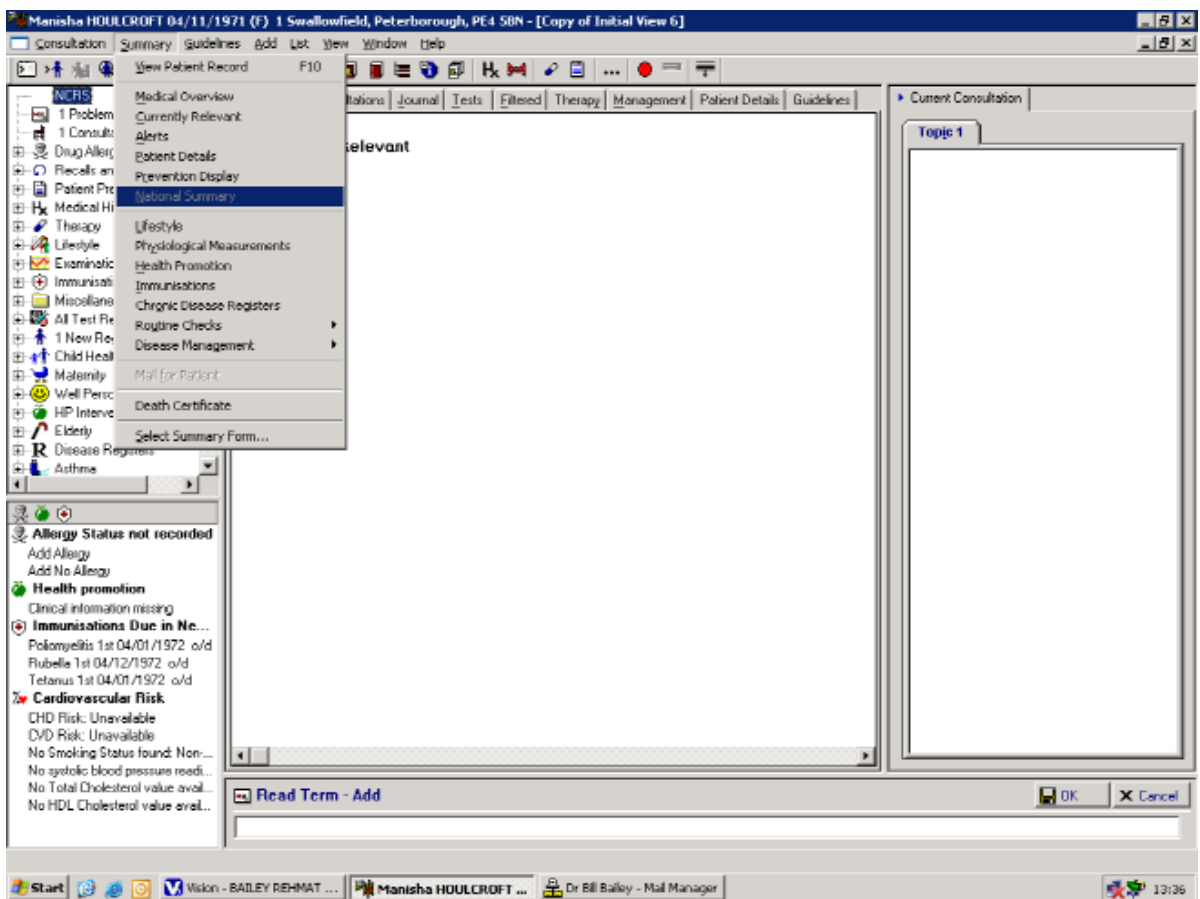 Manisha HOULCROFT 04/11/1971 (F) 1 Swallowfield, Peterborough, PE4 5BN - [Copy of Initial View 6]
Consultation Summary Guidelines Add List View Window Help
View Patient Record F10
Medical Overview
Currently Relevant
Alerts
Patient Details
Prevention Display
National Summary
Lifestyle
Physiological Measurements
Health Promotion
Immunisations
Chronic Disease Registers
Routine Checks
Disease Management
Mail for Patient
Death Certificate
Select Summary Form...
NCRS
1 Problem
1 Consulta
Drug Allerg
Recalls an
Patient Pre
Medical Hi
Therapy
Lifestyle
Examinatic
Immunisati
Miscellane
All Test Re
1 New Re
Child Heal
Maternity
Well Persc
HP Interve
Elderly
Disease Registers
Asthma
Journal Tests Filtered Therapy Management Patient Details Guidelines
elevant
Current Consultation
Topic 1
Allergy Status not recorded
Add Allergy
Add No Allergy
Health promotion
Clinical information missing
Immunisations Due in Ne...
Poliomyelitis 1st 04/01/1972 o/d
Rubella 1st 04/12/1972 o/d
Tetanus 1st 04/01/1972 o/d
Cardiovascular Risk
CHD Risk: Unavailable
CVD Risk: Unavailable
No Smoking Status found: Non-...
No systolic blood pressure readi...
No Total Cholesterol value avail...
No HDL Cholesterol value avail...
Read Term - Add
OK Cancel
Start Vision - BAILEY REHMAT ... Manisha HOULCROFT ... Dr Bill Bailey - Mail Manager 13:36